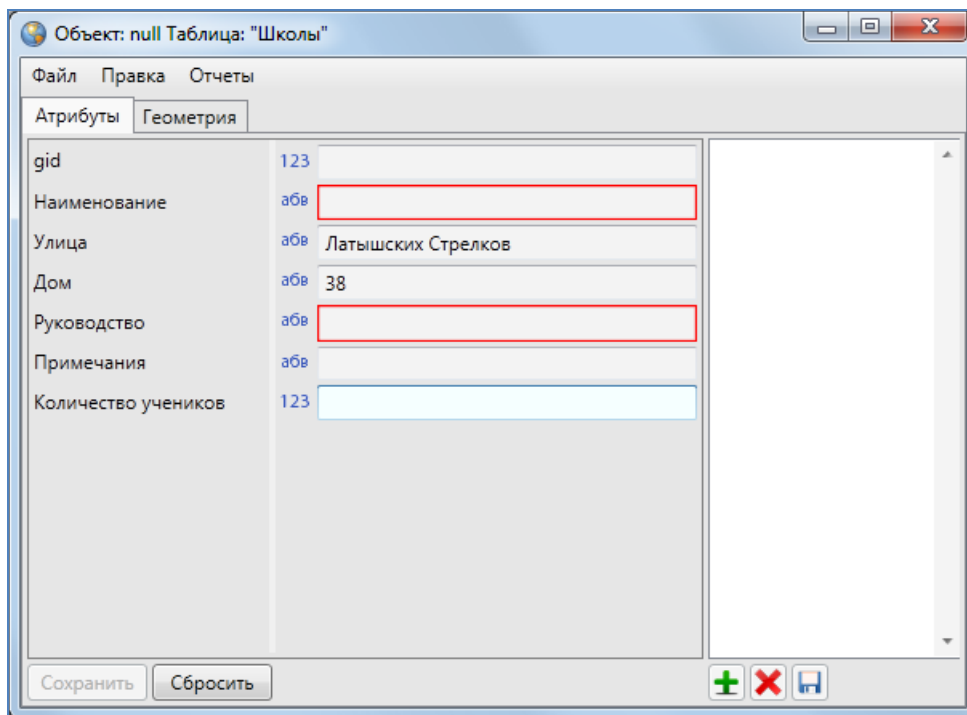 Объект: null Таблица: "Школы"
Файл Правка Отчеты
Атрибуты Геометрия
gid 123
Наименование абв
Улица абв Латышских Стрелков
Дом абв 38
Руководство абв
Примечания абв
Количество учеников 123
Сохранить Сбросить